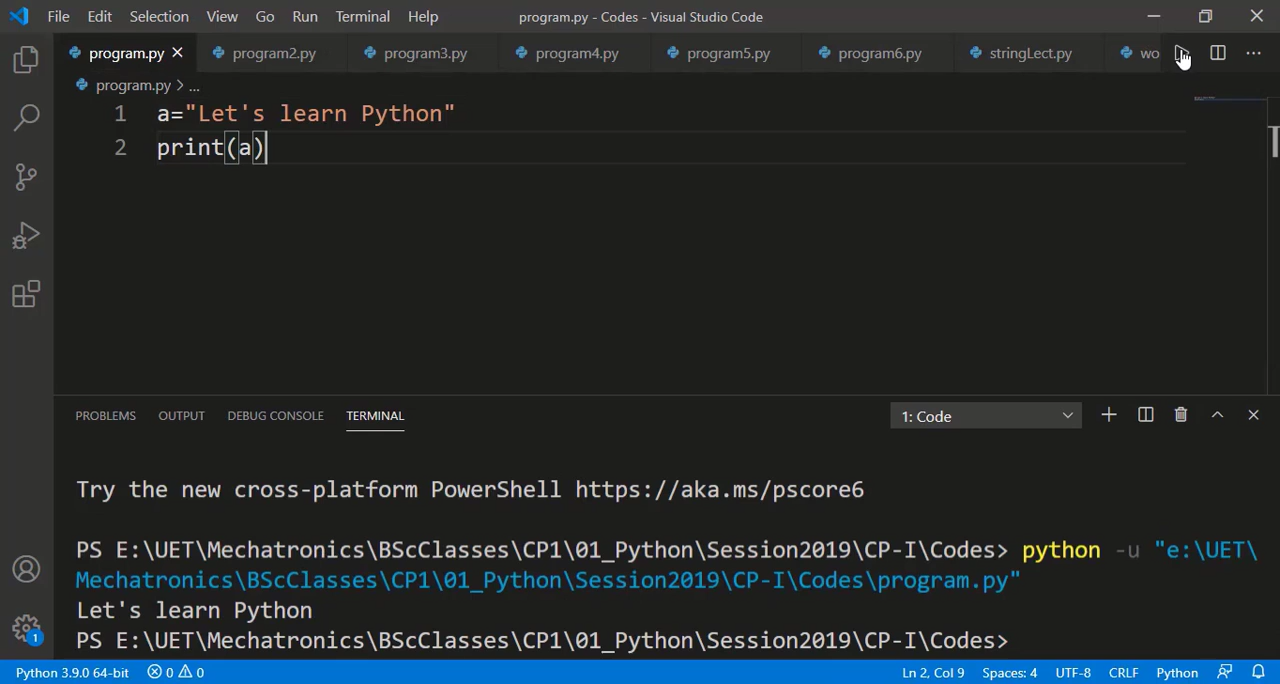 File Edit Selection View Go Run Terminal Help program.py - Codes - Visual Studio Code
program.py program2.py program3.py program4.py program5.py program6.py stringLect.py wo
program.py > ...
1 a="Let's learn Python"
2 print(a)
PROBLEMS OUTPUT DEBUG CONSOLE TERMINAL 1: Code
Try the new cross-platform PowerShell https://aka.ms/pscore6
PS E:\UET\Mechatronics\BScClasses\CP1\01_Python\Session2019\CP-I\Codes> python -u "e:\UET\
Mechatronics\BScClasses\CP1\01_Python\Session2019\CP-I\Codes\program.py"
Let's learn Python
PS E:\UET\Mechatronics\BScClasses\CP1\01_Python\Session2019\CP-I\Codes>
1
Python 3.9.0 64-bit 0 0 Ln 2, Col 9 Spaces: 4 UTF-8 CRLF Python